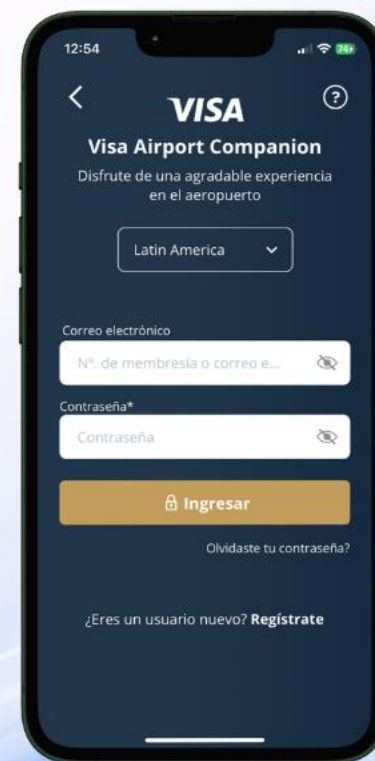 12:54
74
?
VISA
Visa Airport Companion
Disfrute de una agradable experiencia
en el aeropuerto
Latin America
Correo electrónico
Nº. de membresía o correo e...
Contraseña*
Contraseña
Ingresar
Olvidaste tu contraseña?
¿Eres un usuario nuevo? Regístrate